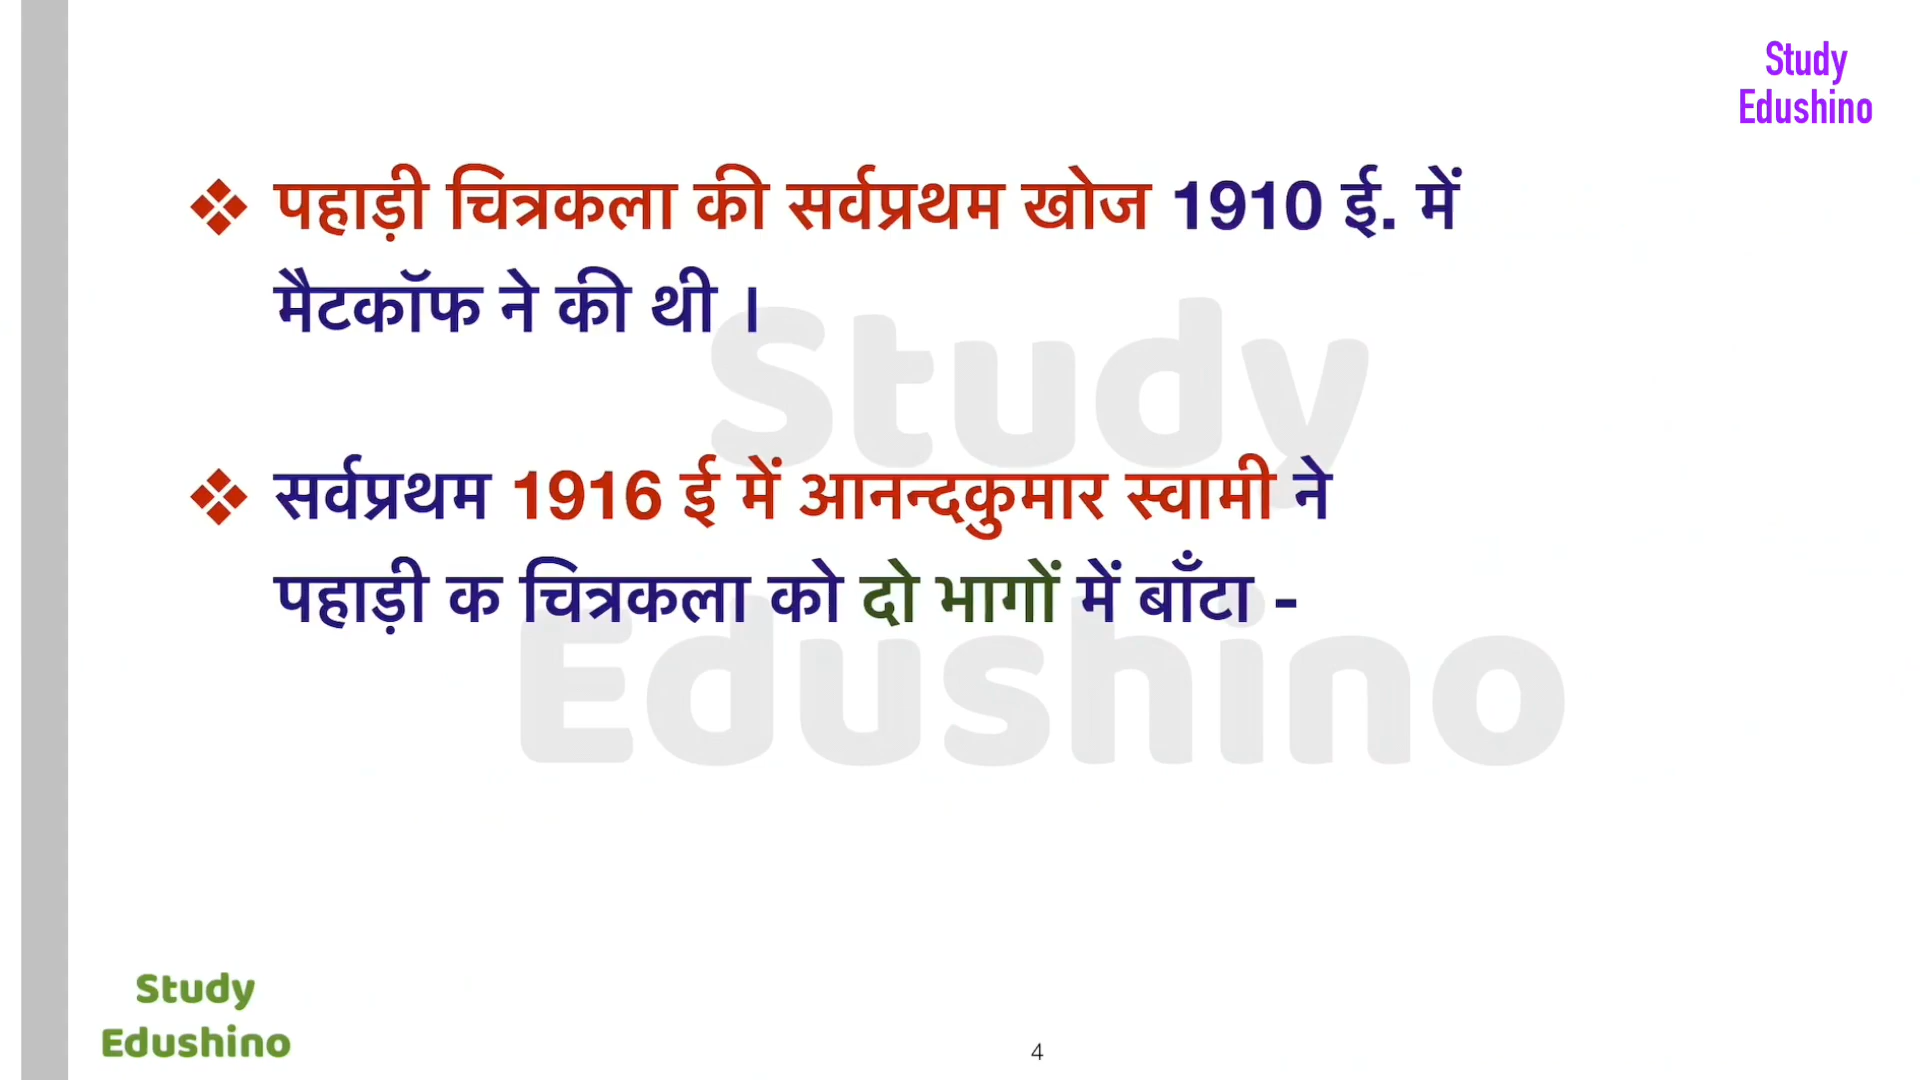 Study
Edushino
❖ पहाड़ी चित्रकला की सर्वप्रथम खोज 1910 ई. में
मैटकॉफ ने की थी ।
❖ सर्वप्रथम 1916 ई में आनन्दकुमार स्वामी ने
पहाड़ी क चित्रकला को दो भागों में बाँटा -
Study
Edushino
Study
Edushino
4